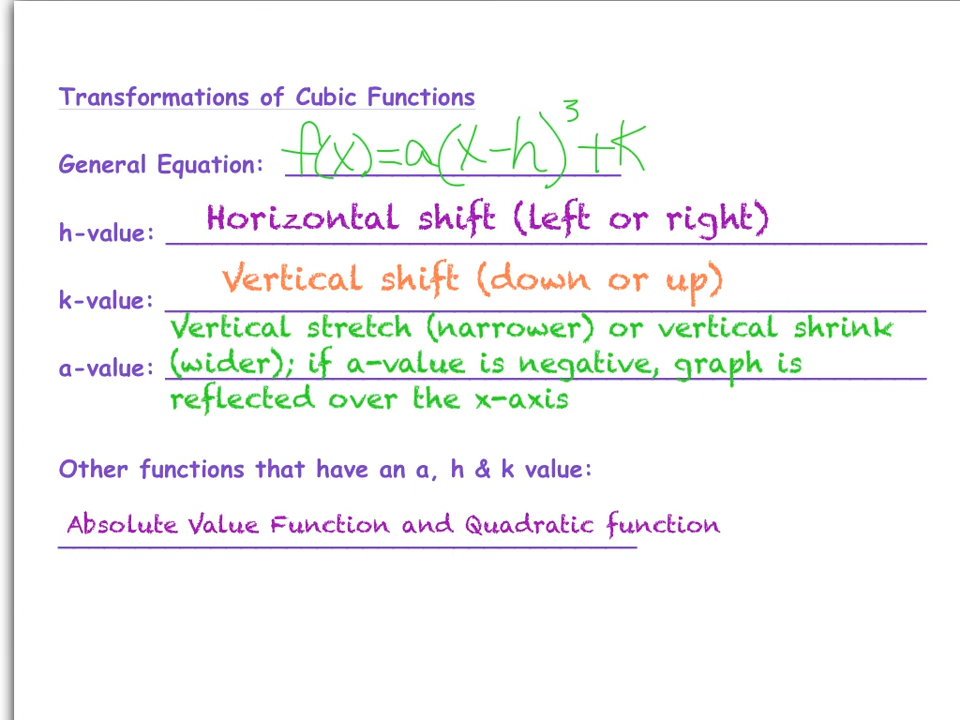 Transformations of Cubic Functions
General Equation: f(x)=a(x-h)³+k
h-value: Horizontal shift (left or right)
k-value: Vertical shift (down or up)
Vertical stretch (narrower) or vertical shrink
a-value: (wider); if a-value is negative, graph is
reflected over the x-axis
Other functions that have an a, h & k value:
Absolute Value Function and Quadratic function